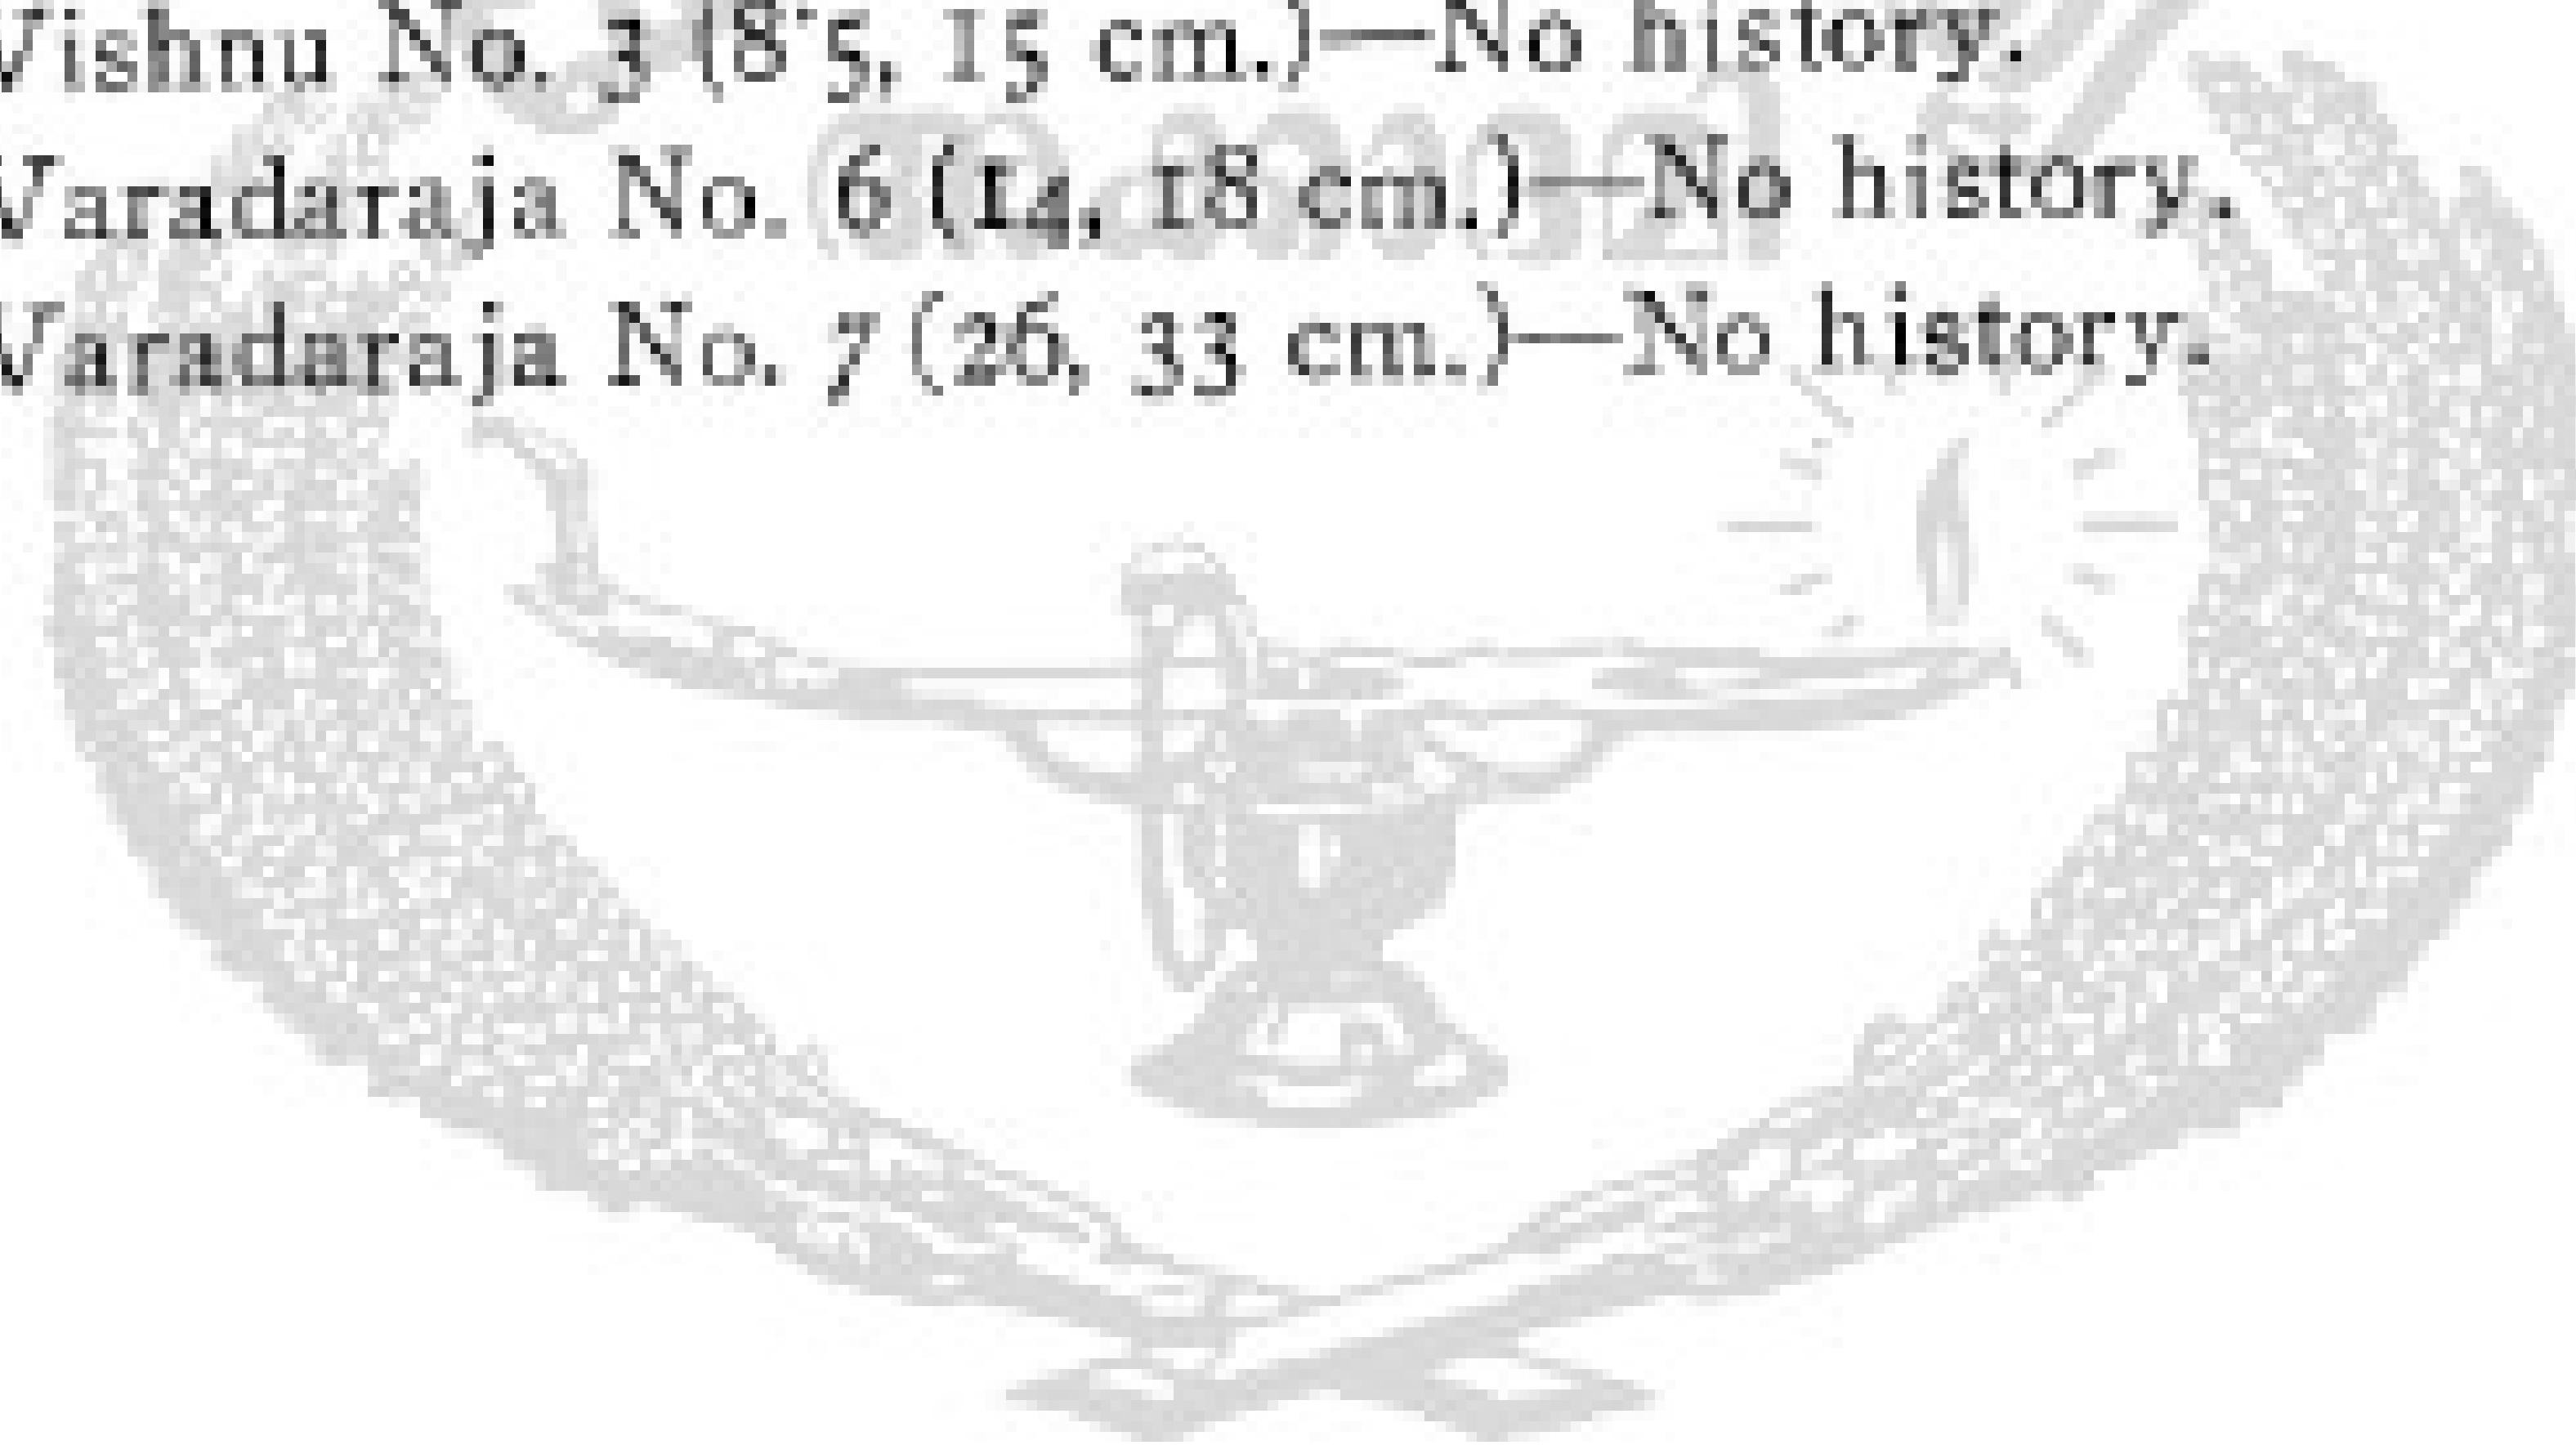 Vishnu No. 3 (8·5, 15 cm.)—No history.
Varadaraja No. 6 (14, 18 cm.)—No history.
Varadaraja No. 7 (26, 33 cm.)—No history.